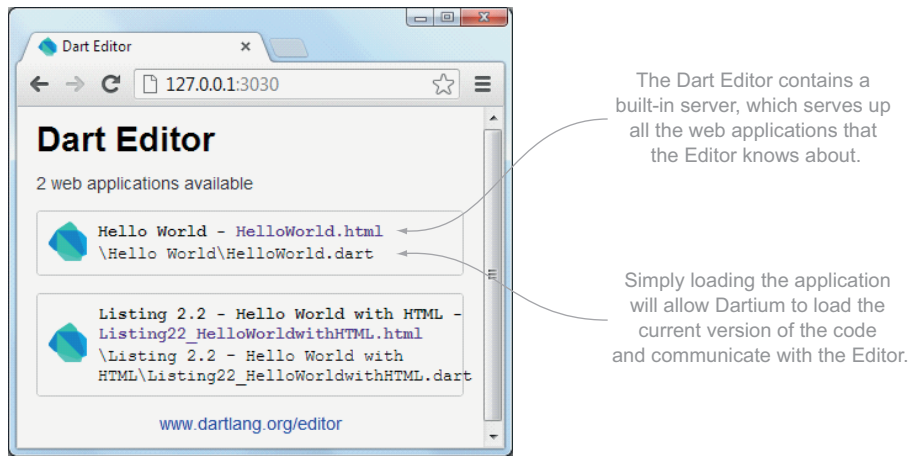 Dart Editor
127.0.0.1:3030
Dart Editor
2 web applications available
Hello World - HelloWorld.html
\Hello World\HelloWorld.dart
Listing 2.2 - Hello World with HTML -
Listing22_HelloWorldwithHTML.html
\Listing 2.2 - Hello World with
HTML\Listing22_HelloWorldwithHTML.dart
www.dartlang.org/editor
The Dart Editor contains a
built-in server, which serves up
all the web applications that
the Editor knows about.
Simply loading the application
will allow Dartium to load the
current version of the code
and communicate with the Editor.